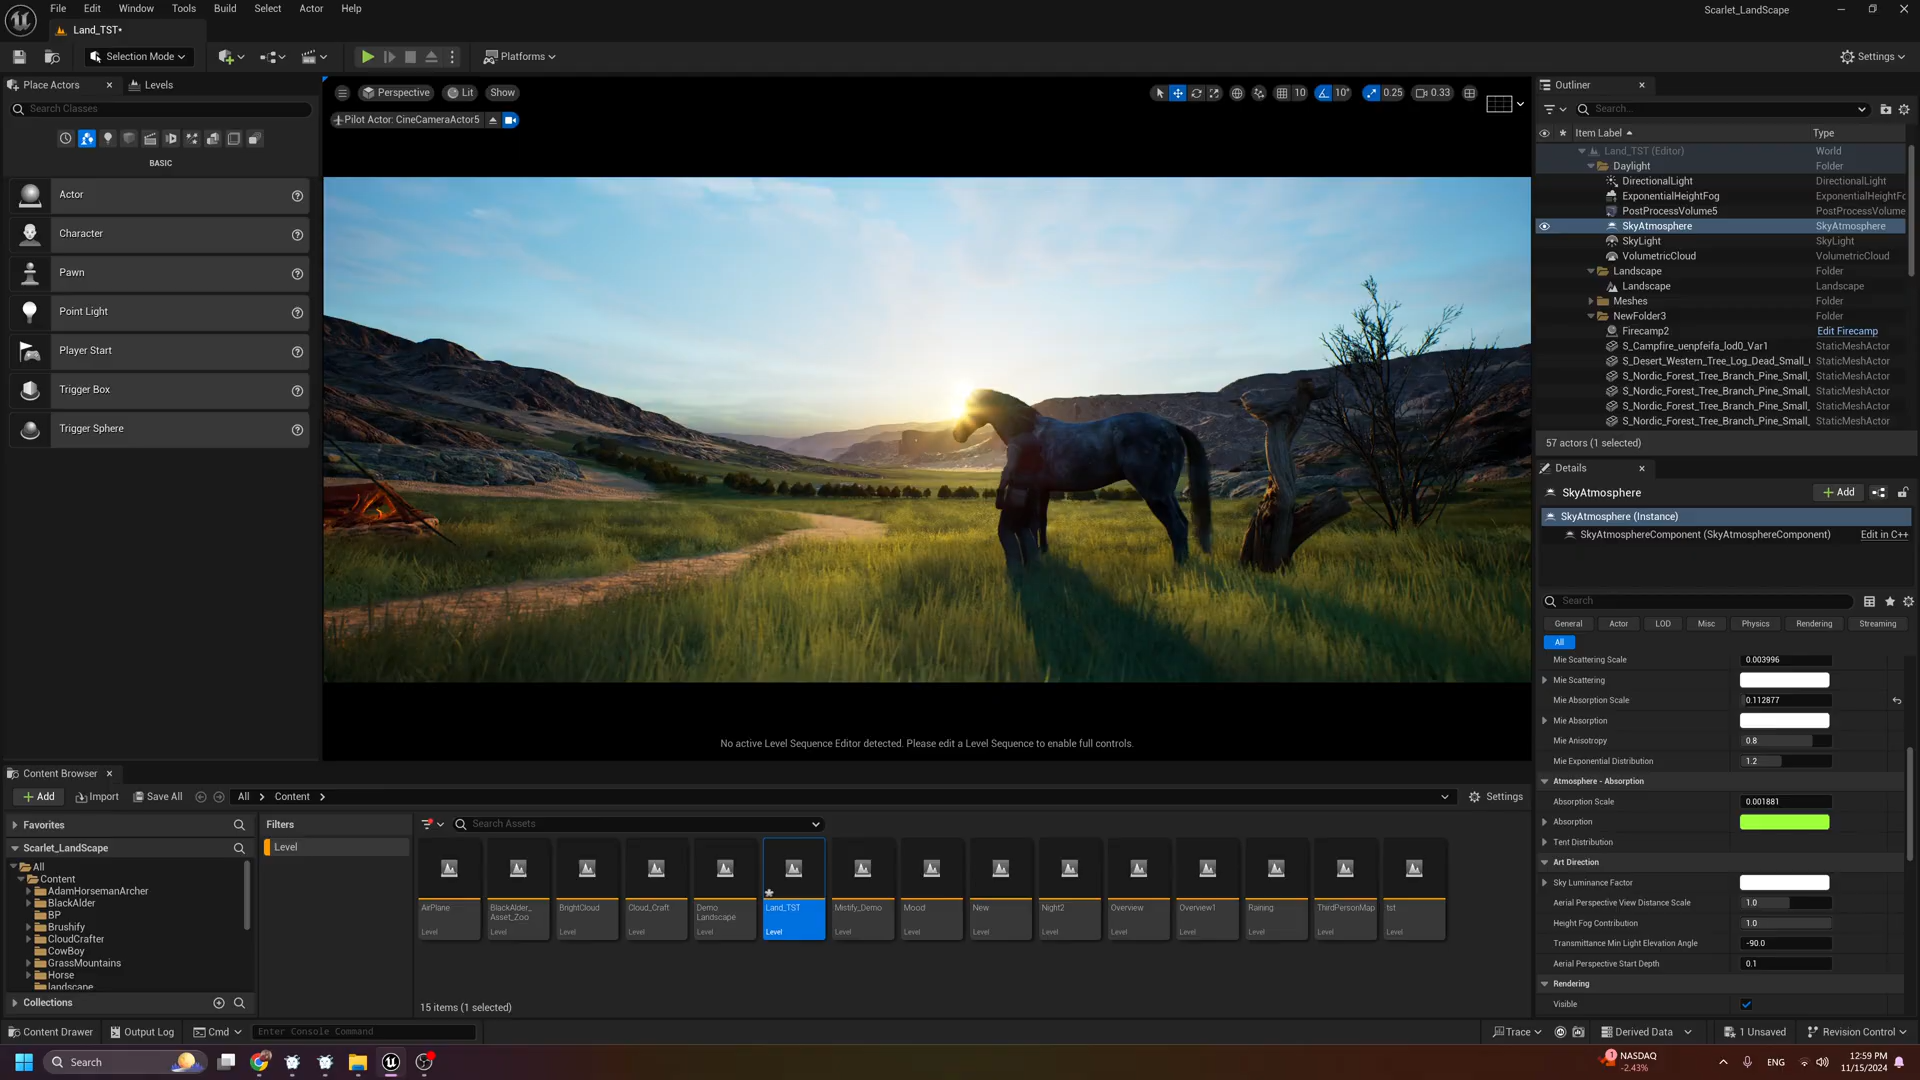 File Edit Window Tools Build Select Actor Help
Scarlet_LandScape
Land_TST•
Selection Mode
Platforms
Settings
Place Actors
Levels
Search Classes
BASIC
Actor
Character
Pawn
Point Light
Player Start
Trigger Box
Trigger Sphere
Perspective Lit Show
10 10° 0.25 0.33
Pilot Actor: CineCameraActor5
No active Level Sequence Editor detected. Please edit a Level Sequence to enable full controls.
Outliner
Search...
Item Label Type
Land_TST (Editor) World
Daylight Folder
DirectionalLight DirectionalLight
ExponentialHeightFog ExponentialHeightFo
PostProcessVolume5 PostProcessVolume
SkyAtmosphere SkyAtmosphere
SkyLight SkyLight
VolumetricCloud VolumetricCloud
Landscape Folder
Landscape Landscape
Meshes Folder
NewFolder3 Folder
Firecamp2 Edit Firecamp
S_Campfire_uenpfeifa_lod0_Var1 StaticMeshActor
S_Desert_Western_Tree_Log_Dead_Small_ StaticMeshActor
S_Nordic_Forest_Tree_Branch_Pine_Small_ StaticMeshActor
S_Nordic_Forest_Tree_Branch_Pine_Small_ StaticMeshActor
S_Nordic_Forest_Tree_Branch_Pine_Small_ StaticMeshActor
S_Nordic_Forest_Tree_Branch_Pine_Small_ StaticMeshActor
57 actors (1 selected)
Details
SkyAtmosphere
Add
SkyAtmosphere (Instance)
SkyAtmosphereComponent (SkyAtmosphereComponent) Edit in C++
Search
General Actor LOD Misc Physics Rendering Streaming
All
Mie Scattering Scale 0.003996
Mie Scattering
Mie Absorption Scale 0.112877
Mie Absorption
Mie Anisotropy 0.8
Mie Exponential Distribution 1.2
Atmosphere - Absorption
Absorption Scale 0.001881
Absorption
Tent Distribution
Art Direction
Sky Luminance Factor
Aerial Perspective View Distance Scale 1.0
Height Fog Contribution 1.0
Transmittance Min Light Elevation Angle -90.0
Aerial Perspective Start Depth 0.1
Rendering
Visible
Content Browser
Add Import Save All All Content Settings
Favorites
Scarlet_LandScape
All
Content
AdamHorsemanArcher
BlackAlder
BP
Brushify
CloudCrafter
CowBoy
GrassMountains
Horse
landscape
Collections
Filters
Level
Search Assets
AirPlane
Level
BlackAlder_
Asset_Zoo
Level
BrightCloud
Level
Cloud_Craft
Level
Demo
Landscape
Level
Land_TST
Level
Mistify_Demo
Level
Mood
Level
New
Level
Night2
Level
Overview
Level
Overview1
Level
Raining
Level
ThirdPersonMap
Level
tst
Level
15 items (1 selected)
Content Drawer Output Log Cmd Enter Console Command
Trace Derived Data 1 Unsaved Revision Control
Search
1
NASDAQ
-2.43%
ENG
12:59 PM
11/15/2024